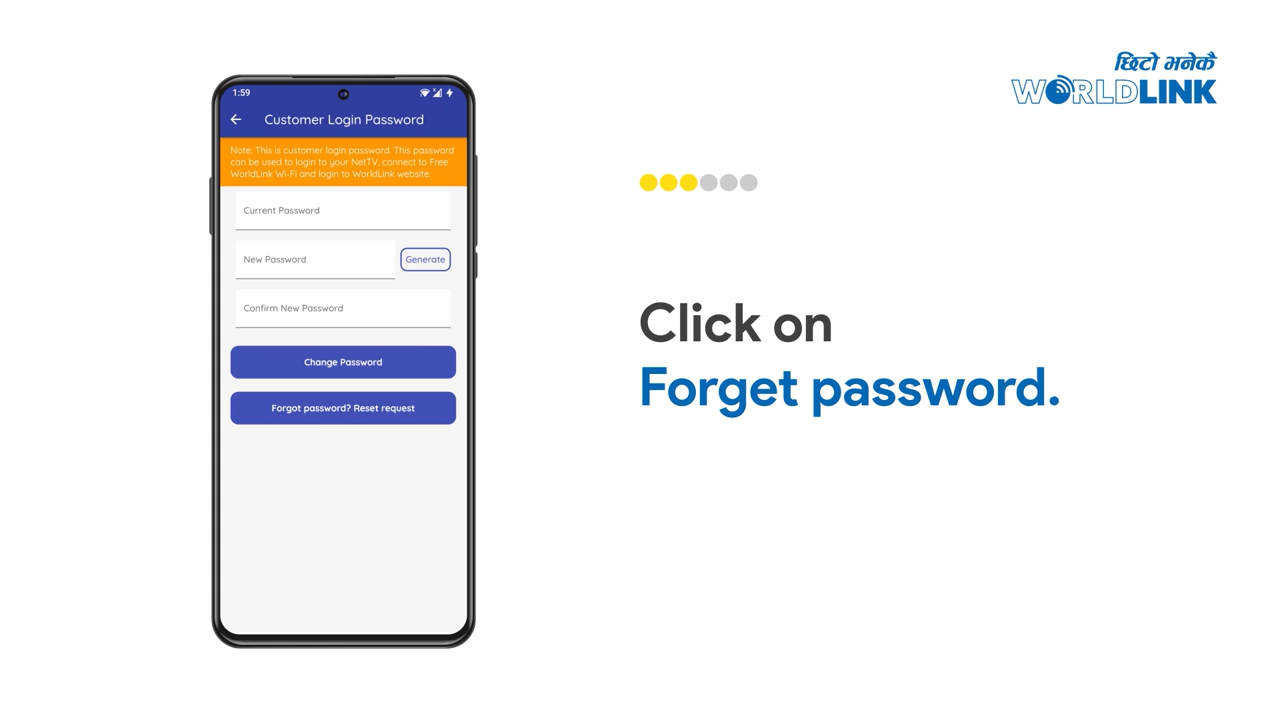 छिटो भनेकै
WORLDLINK
1:59
Customer Login Password
Note: This is customer login password. This password
can be used to login to your NetTV, connect to Free
WorldLink Wi-Fi and login to WorldLink website.
Current Password
New Password
Generate
Confirm New Password
Change Password
Forgot password? Reset request
Click on
Forget password.